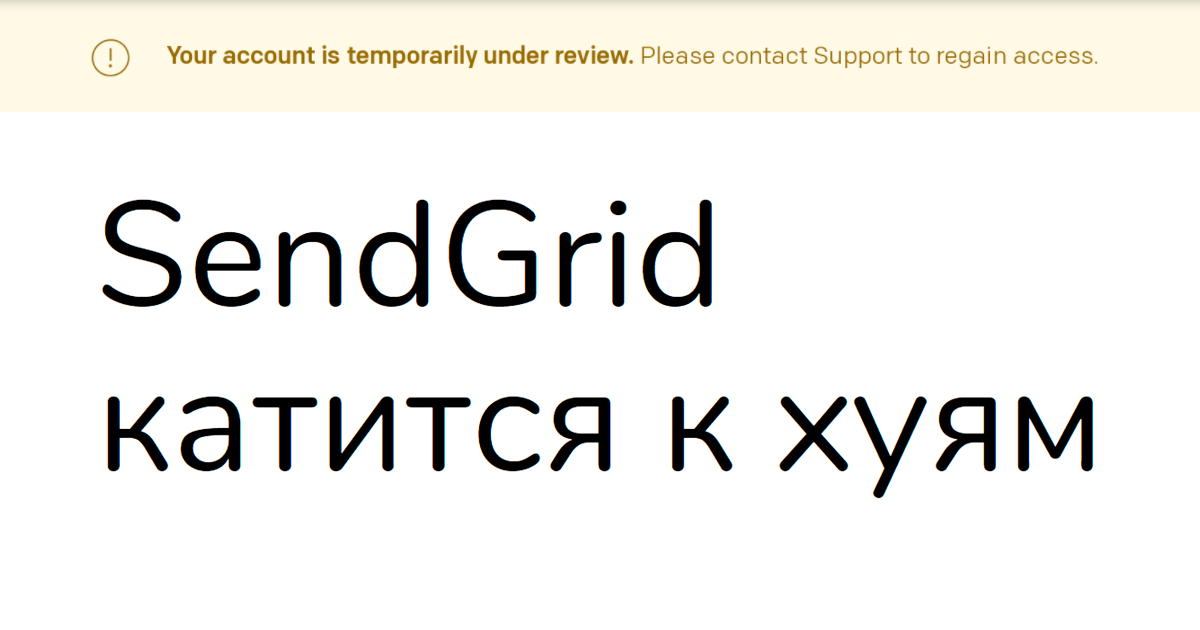 Your account is temporarily under review. Please contact Support to regain access.
SendGrid
катится к хуям